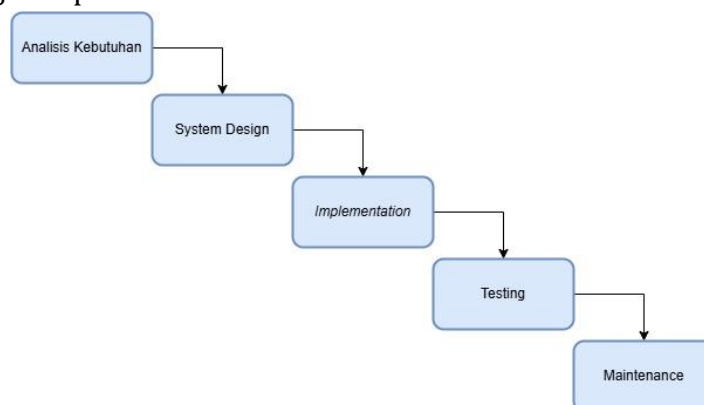 Analisis Kebutuhan
System Design
Implementation
Testing
Maintenance